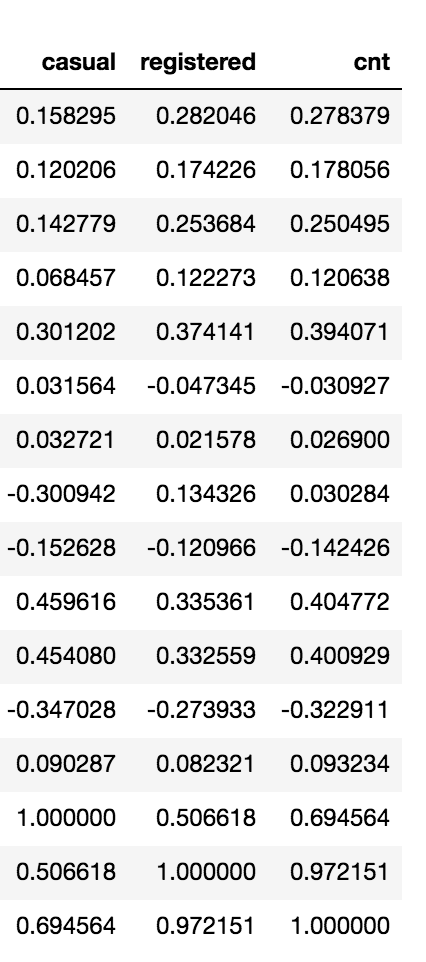 casual registered cnt
0.158295 0.282046 0.278379
0.120206 0.174226 0.178056
0.142779 0.253684 0.250495
0.068457 0.122273 0.120638
0.301202 0.374141 0.394071
0.031564 -0.047345 -0.030927
0.032721 0.021578 0.026900
-0.300942 0.134326 0.030284
-0.152628 -0.120966 -0.142426
0.459616 0.335361 0.404772
0.454080 0.332559 0.400929
-0.347028 -0.273933 -0.322911
0.090287 0.082321 0.093234
1.000000 0.506618 0.694564
0.506618 1.000000 0.972151
0.694564 0.972151 1.000000